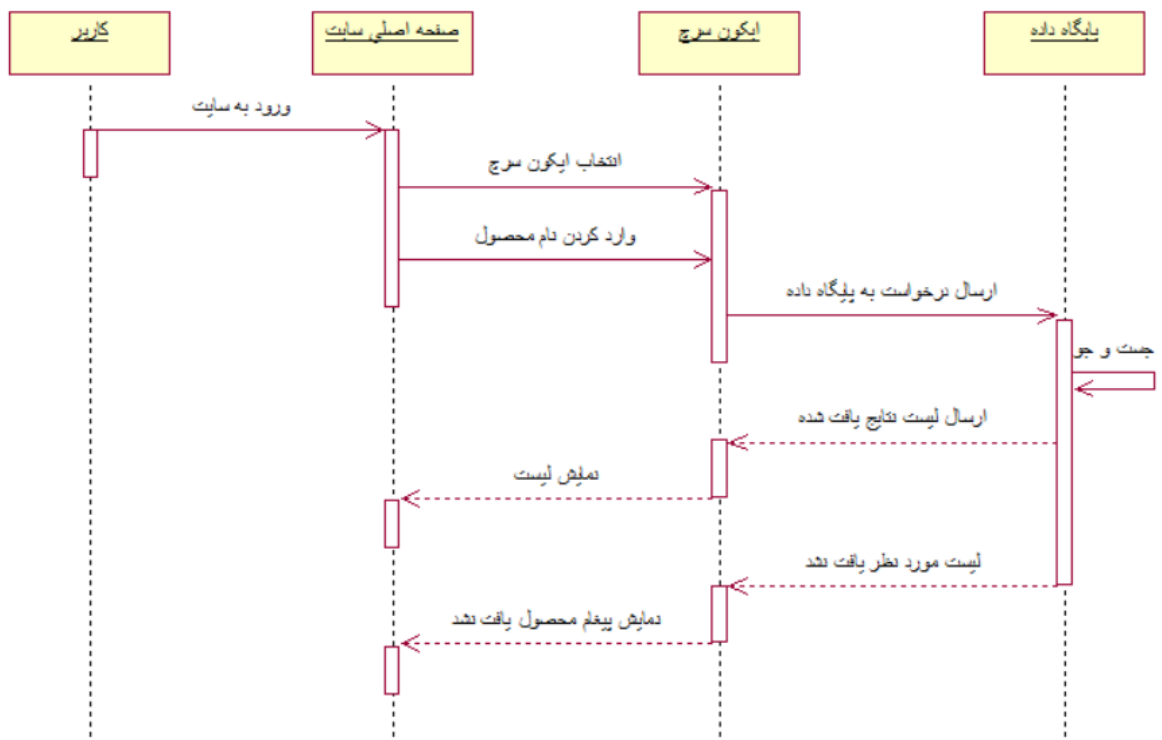 کاربر
صفحه اصلی سایت
ایکون سرچ
پایگاه داده
ورود به سایت
انتخاب ایکون سرچ
وارد کردن نام محصول
ارسال درخواست به پایگاه داده
جست و جو
ارسال لیست نتایج یافت شده
نمایش لیست
لیست مورد نظر یافت نشد
نمایش پیغام محصول یافت نشد